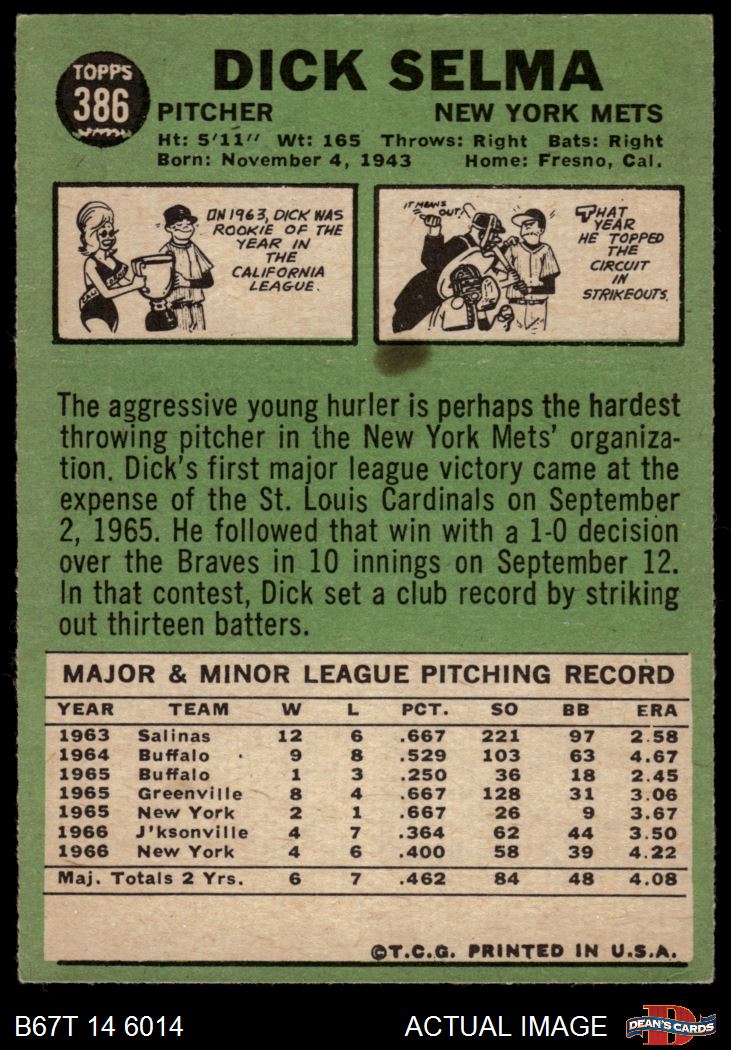 TOPPS
386
DICK SELMA
PITCHER NEW YORK METS
Ht: 5'11" Wt: 165 Throws: Right Bats: Right
Born: November 4, 1943 Home: Fresno, Cal.
IN 1963, DICK WAS
ROOKIE OF THE
YEAR IN
THE
CALIFORNIA
LEAGUE.
IT MEANS
OUT!
THAT
YEAR
HE TOPPED
THE
CIRCUIT
IN
STRIKEOUTS.
The aggressive young hurler is perhaps the hardest
throwing pitcher in the New York Mets' organiza-
tion. Dick's first major league victory came at the
expense of the St. Louis Cardinals on September
2, 1965. He followed that win with a 1-0 decision
over the Braves in 10 innings on September 12.
In that contest, Dick set a club record by striking
out thirteen batters.
MAJOR & MINOR LEAGUE PITCHING RECORD
YEAR TEAM W L PCT. SO BB ERA
1963 Salinas 12 6 .667 221 97 2.58
1964 Buffalo 9 8 .529 103 63 4.67
1965 Buffalo 1 3 .250 36 18 2.45
1965 Greenville 8 4 .667 128 31 3.06
1965 New York 2 1 .667 26 9 3.67
1966 J'ksonville 4 7 .364 62 44 3.50
1966 New York 4 6 .400 58 39 4.22
Maj. Totals 2 Yrs. 6 7 .462 84 48 4.08
©T.C.G. PRINTED IN U.S.A.
B67T 14 6014 ACTUAL IMAGE
D
DEAN'S CARDS